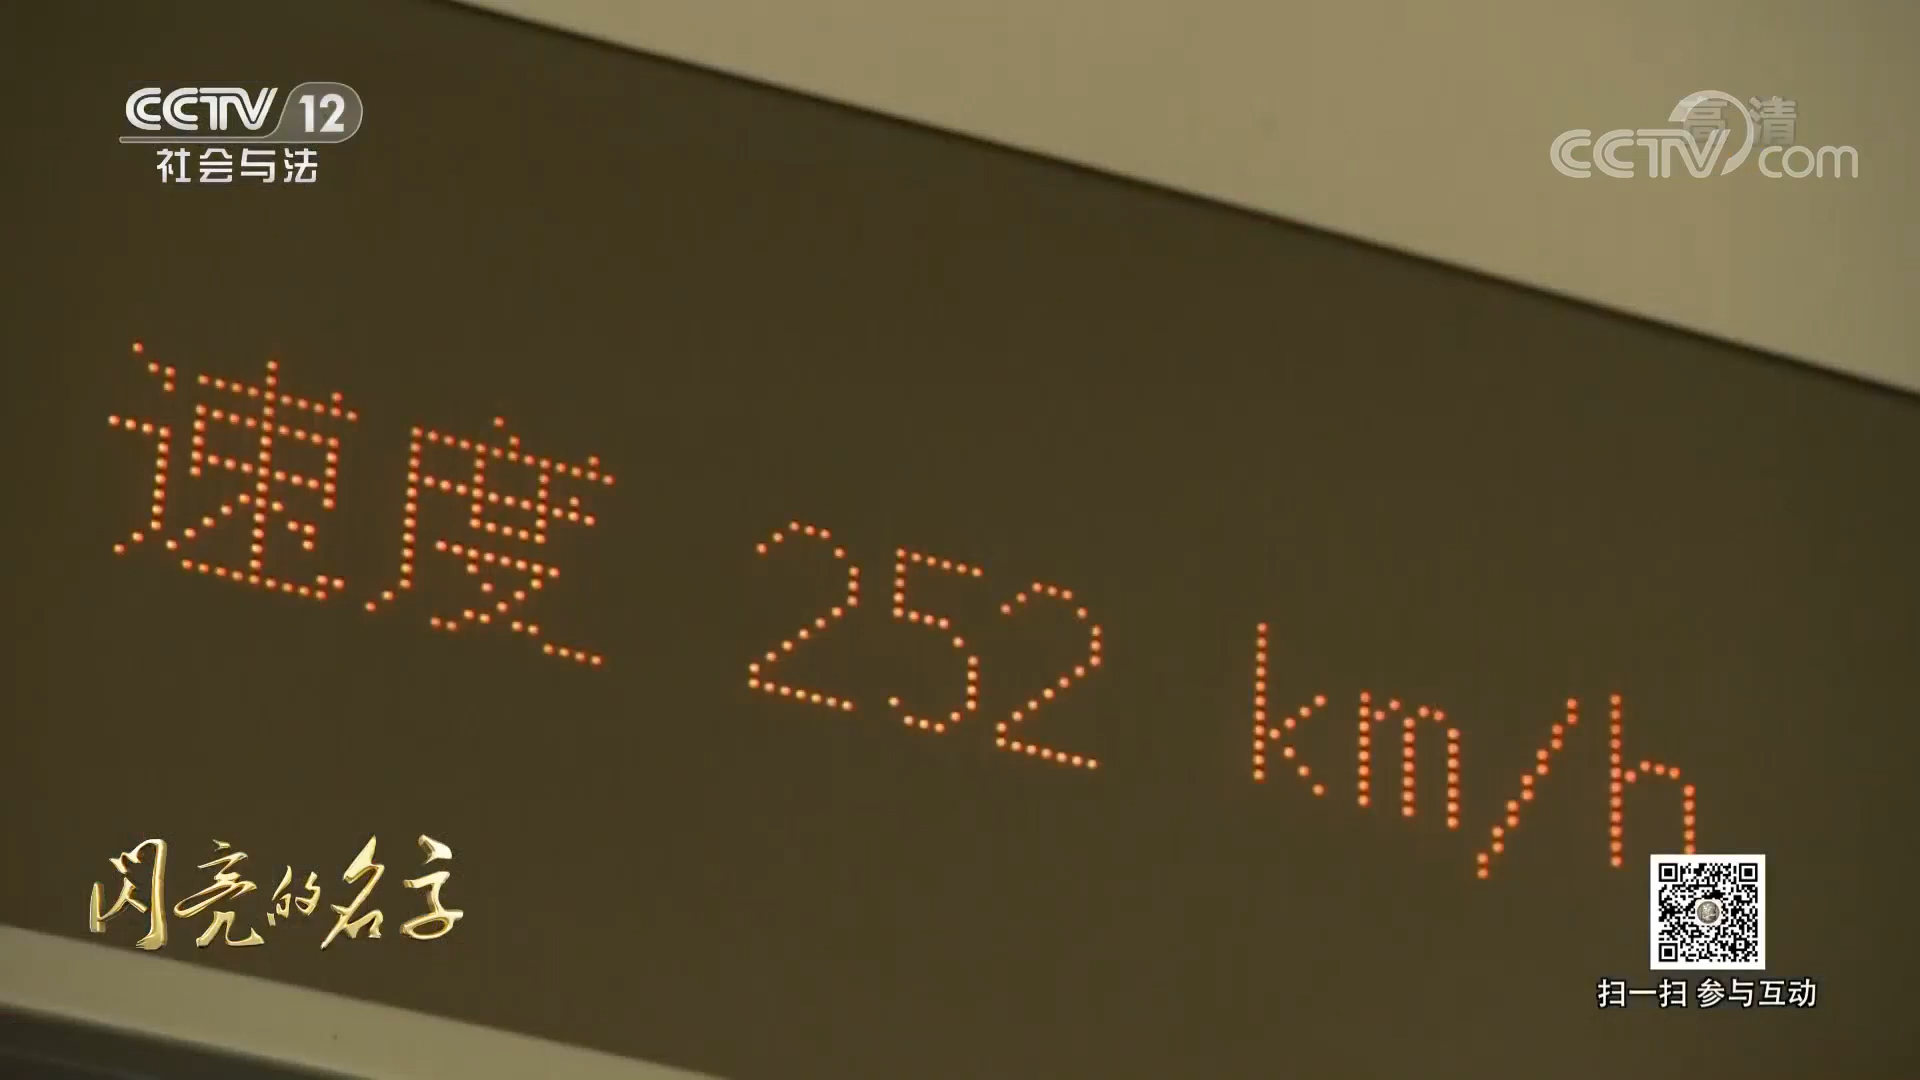 CCTV 12
社会与法
高清
CCTV.com
速度 252 km/h
闪亮的名字
扫一扫 参与互动